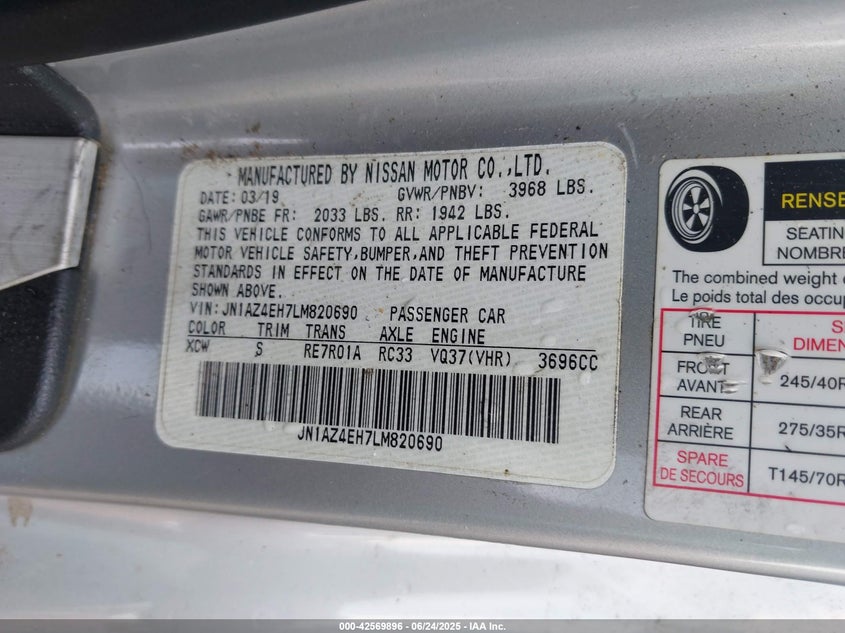 MANUFACTURED BY NISSAN MOTOR CO.,LTD.
DATE: 03/19 GVWR/PNBV: 3968 LBS.
GAWR/PNBE FR: 2033 LBS. RR: 1942 LBS.
THIS VEHICLE CONFORMS TO ALL APPLICABLE FEDERAL
MOTOR VEHICLE SAFETY,BUMPER,AND THEFT PREVENTION
STANDARDS IN EFFECT ON THE DATE OF MANUFACTURE
SHOWN ABOVE.
VIN: JN1AZ4EH7LM820690 PASSENGER CAR
COLOR TRIM TRANS AXLE ENGINE
XCW S RE7R01A RC33 VQ37(VHR) 3696CC
JN1AZ4EH7LM820690
RENSE
SEATIN
NOMBRE
The combined weight
Le poids total des occup
TIRE
PNEU
S
DIMEN
FRONT
AVANT
245/40R
REAR
ARRIÈRE
275/35R
SPARE
DE SECOURS
T145/70R
000-42569896 - 06/24/2025 - IAA Inc.